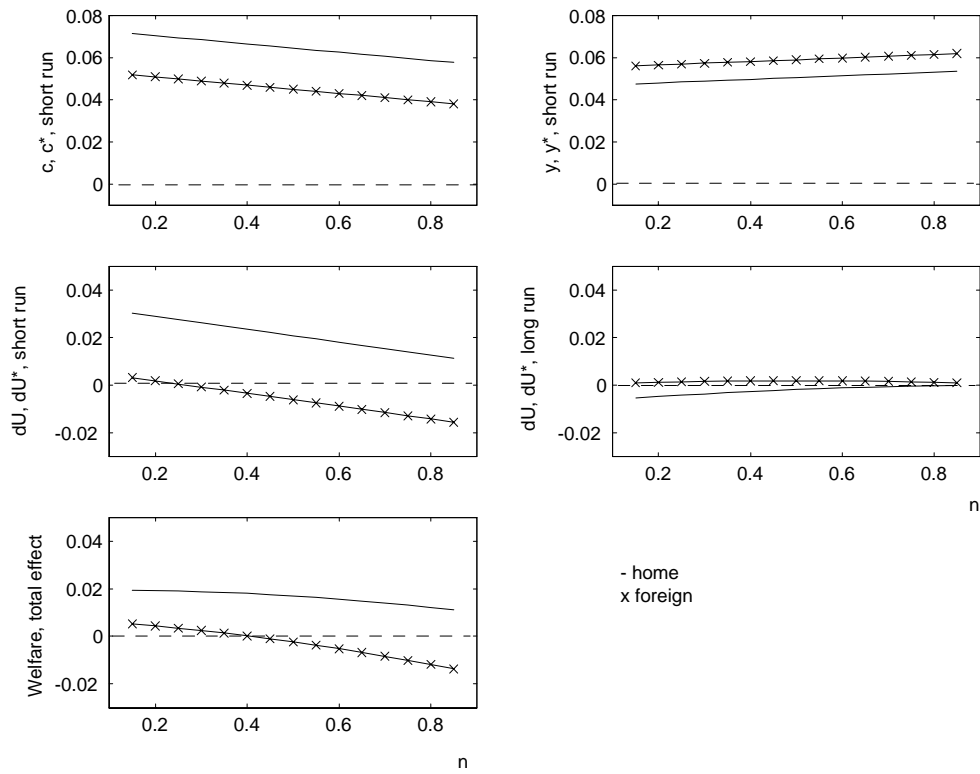 0.08
0.06
0.04
0.02
0
0.2 0.4 0.6 0.8
c, c*, short run
0.08
0.06
0.04
0.02
0
0.2 0.4 0.6 0.8
y, y*, short run
0.04
0.02
0
-0.02
0.2 0.4 0.6 0.8
dU, dU*, short run
0.04
0.02
0
-0.02
0.2 0.4 0.6 0.8
dU, dU*, long run
n
0.04
0.02
0
-0.02
0.2 0.4 0.6 0.8
Welfare, total effect
n
- home
x foreign